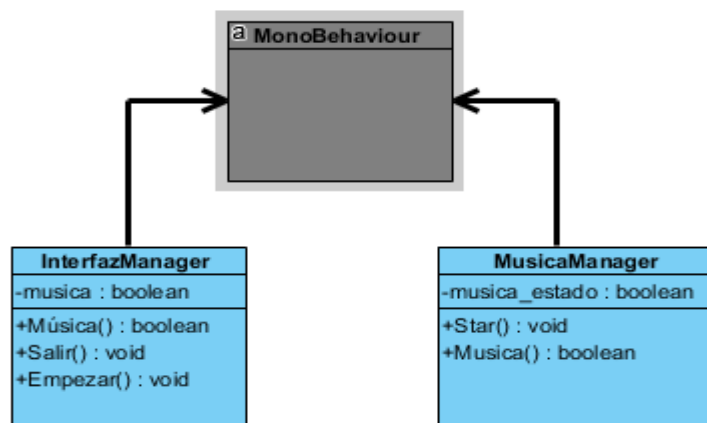 a MonoBehaviour
InterfazManager
-musica : boolean
+Música() : boolean
+Salir() : void
+Empezar() : void
MusicaManager
-musica_estado : boolean
+Star() : void
+Musica() : boolean